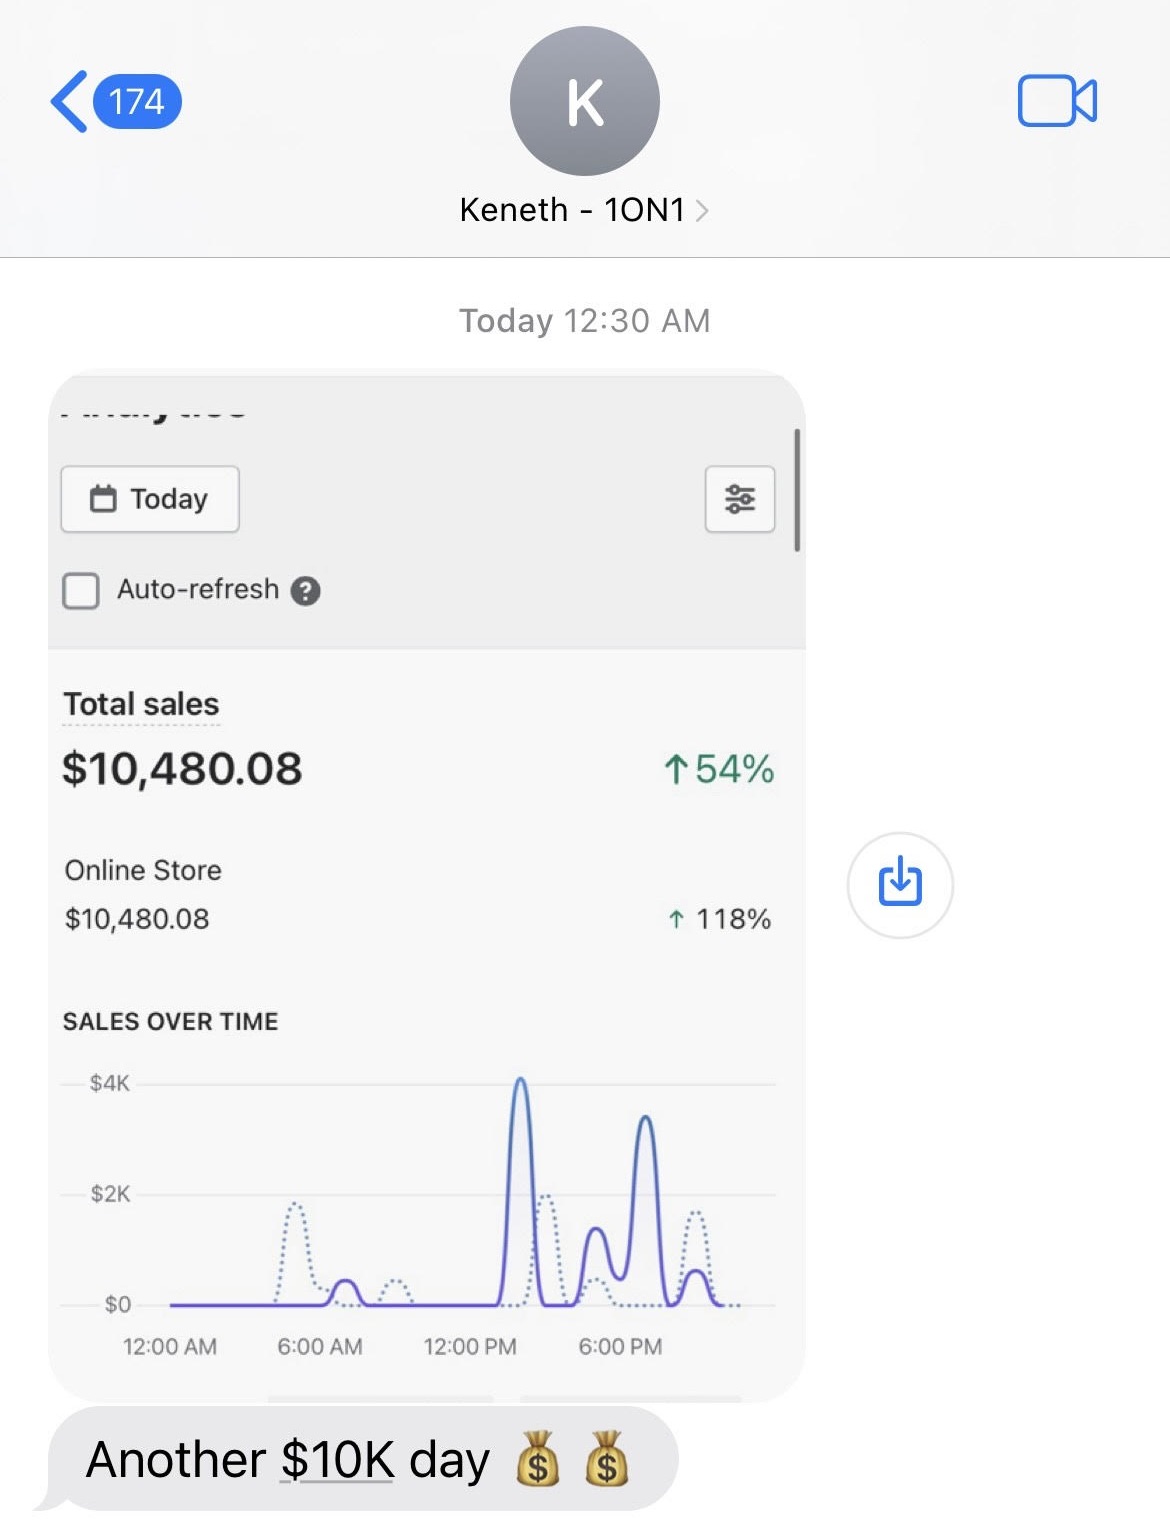 174
K
Keneth - 1ON1
Today 12:30 AM
Today
Auto-refresh ?
Total sales
$10,480.08 ↑54%
Online Store
$10,480.08 ↑ 118%
SALES OVER TIME
$4K
$2K
$0
12:00 AM 6:00 AM 12:00 PM 6:00 PM
Another $10K day 💰 💰